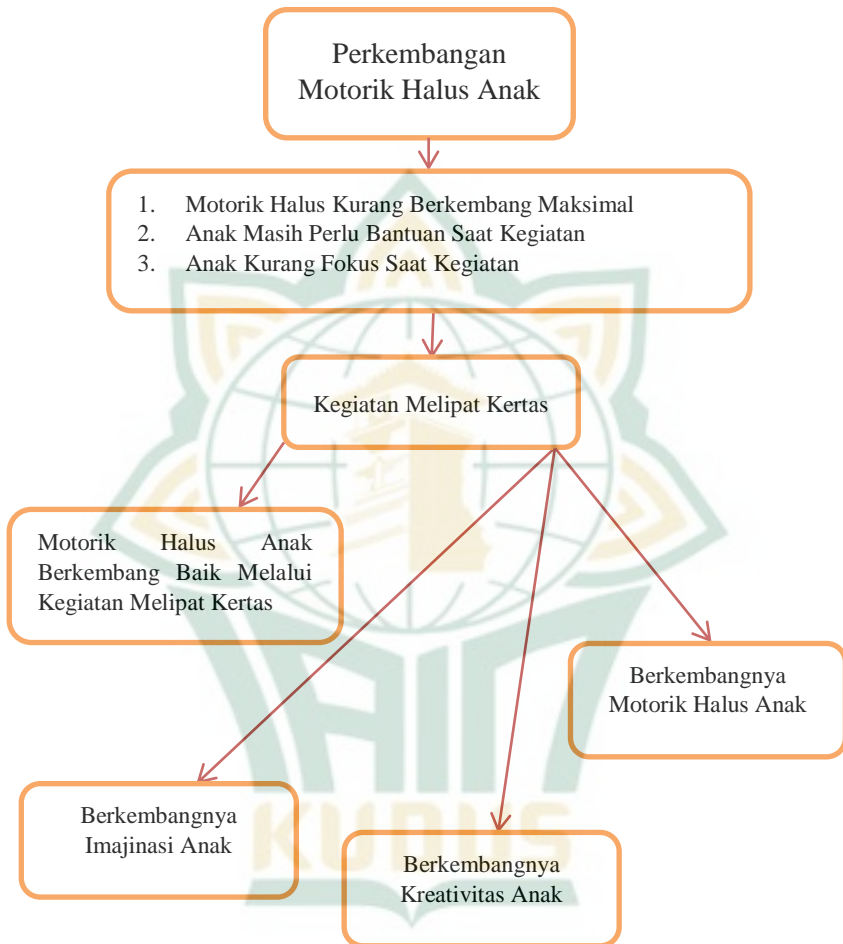 Perkembangan
Motorik Halus Anak
1. Motorik Halus Kurang Berkembang Maksimal
2. Anak Masih Perlu Bantuan Saat Kegiatan
3. Anak Kurang Fokus Saat Kegiatan
Kegiatan Melipat Kertas
Motorik Halus Anak
Berkembang Baik Melalui
Kegiatan Melipat Kertas
Berkembangnya
Motorik Halus Anak
Berkembangnya
Imajinasi Anak
Berkembangnya
Kreativitas Anak
IAIN
KUDUS